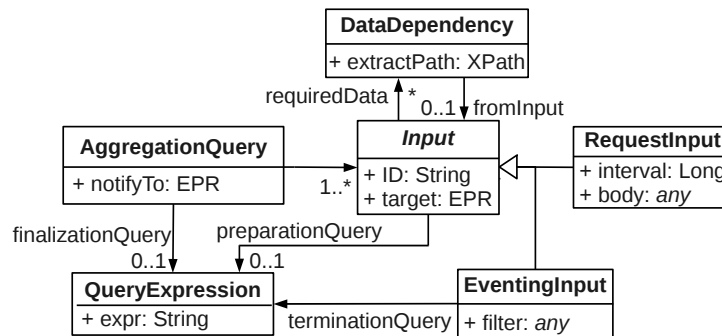 DataDependency
+ extractPath: XPath
requiredData
*
0..1
fromInput
Input
+ ID: String
+ target: EPR
AggregationQuery
+ notifyTo: EPR
1..*
RequestInput
+ interval: Long
+ body: any
finalizationQuery
0..1
preparationQuery
0..1
QueryExpression
+ expr: String
terminationQuery
EventingInput
+ filter: any